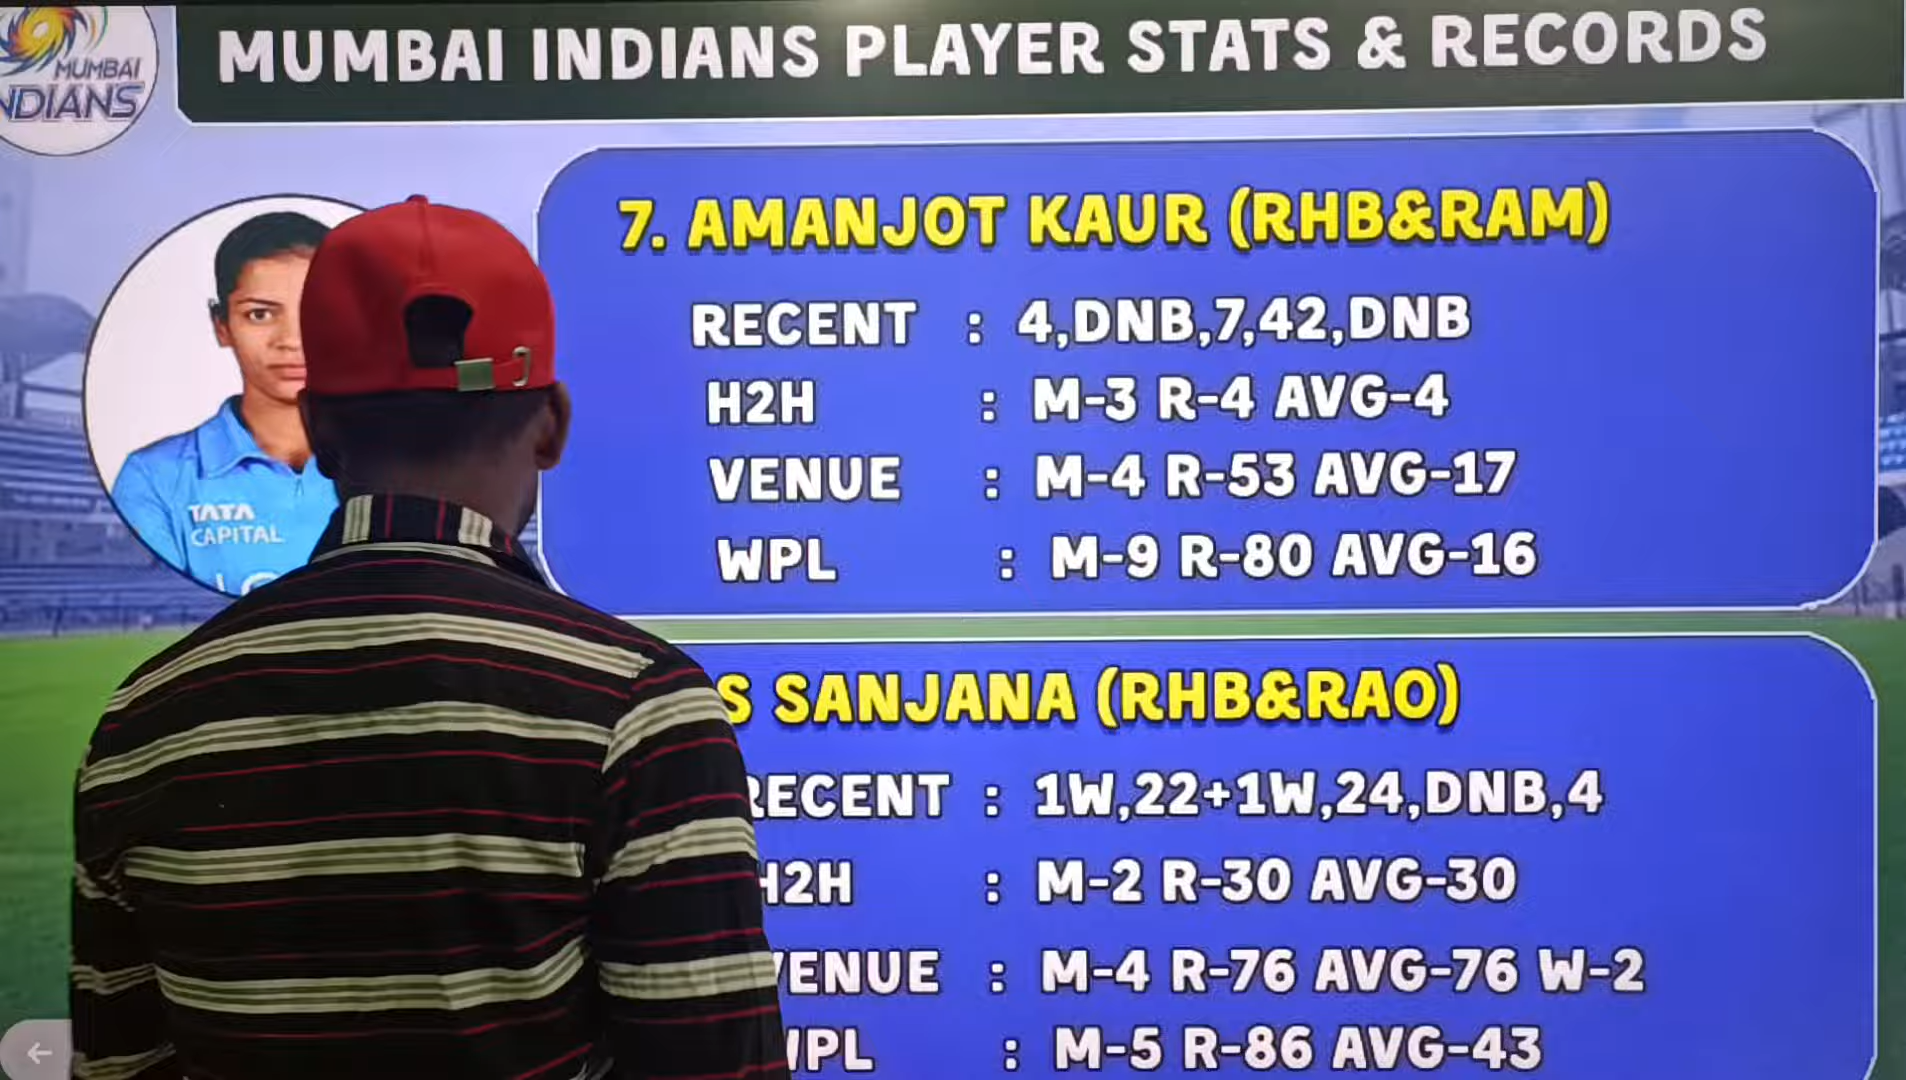 MUMBAI
INDIANS
MUMBAI INDIANS PLAYER STATS & RECORDS
7. AMANJOT KAUR (RHB&RAM)
RECENT : 4,DNB,7,42,DNB
H2H : M-3 R-4 AVG-4
VENUE : M-4 R-53 AVG-17
WPL : M-9 R-80 AVG-16
TATA
CAPITAL
S SANJANA (RHB&RAO)
RECENT : 1W,22+1W,24,DNB,4
H2H : M-2 R-30 AVG-30
VENUE : M-4 R-76 AVG-76 W-2
WPL : M-5 R-86 AVG-43